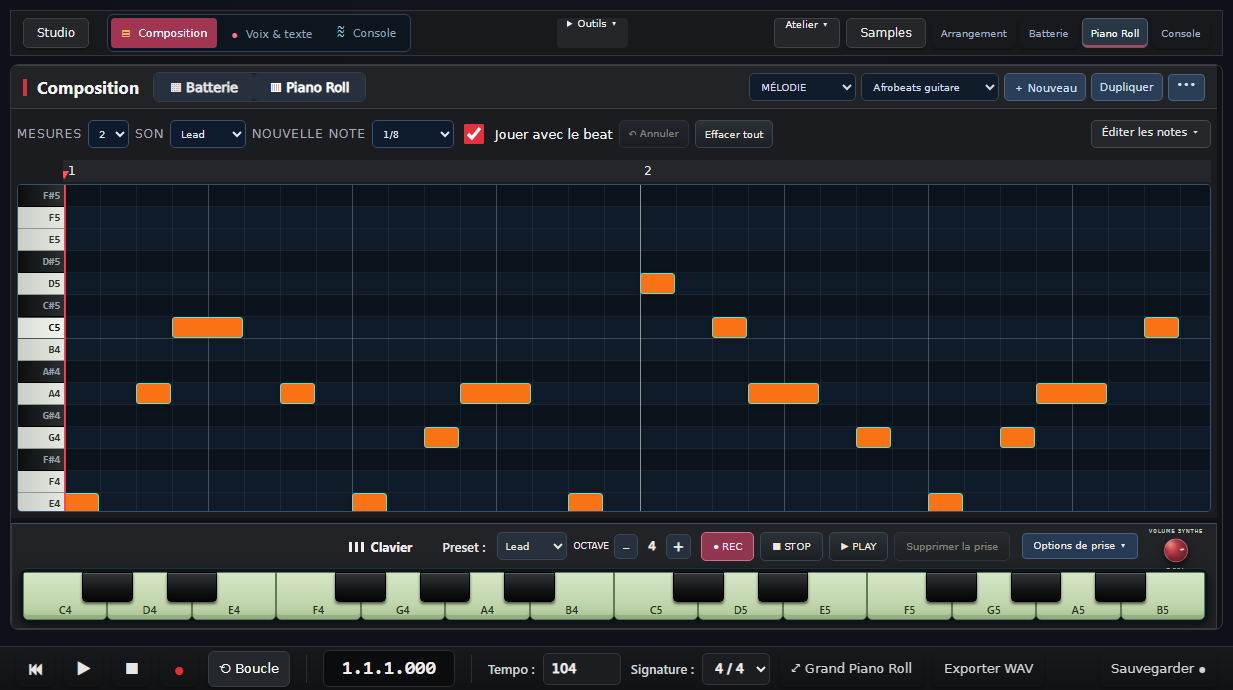 Studio Composition Voix & texte Console Outils Atelier Samples Arrangement Batterie Piano Roll Console
Composition Batterie Piano Roll MÉLODIE Afrobeats guitare + Nouveau Dupliquer •••
MESURES 2 SON Lead NOUVELLE NOTE 1/8 Jouer avec le beat ↶ Annuler Effacer tout Éditer les notes
1 2
F#5
F5
E5
D#5
D5
C#5
C5
B4
A#4
A4
G#4
G4
F#4
F4
E4
VOLUME SYNTHÉ
Clavier Preset : Lead OCTAVE – 4 + ● REC ■ STOP ▶ PLAY Supprimer la prise Options de prise
C4 D4 E4 F4 G4 A4 B4 C5 D5 E5 F5 G5 A5 B5
⟲ Boucle 1.1.1.000 Tempo : 104 Signature : 4 / 4 ⤢ Grand Piano Roll Exporter WAV Sauvegarder ●